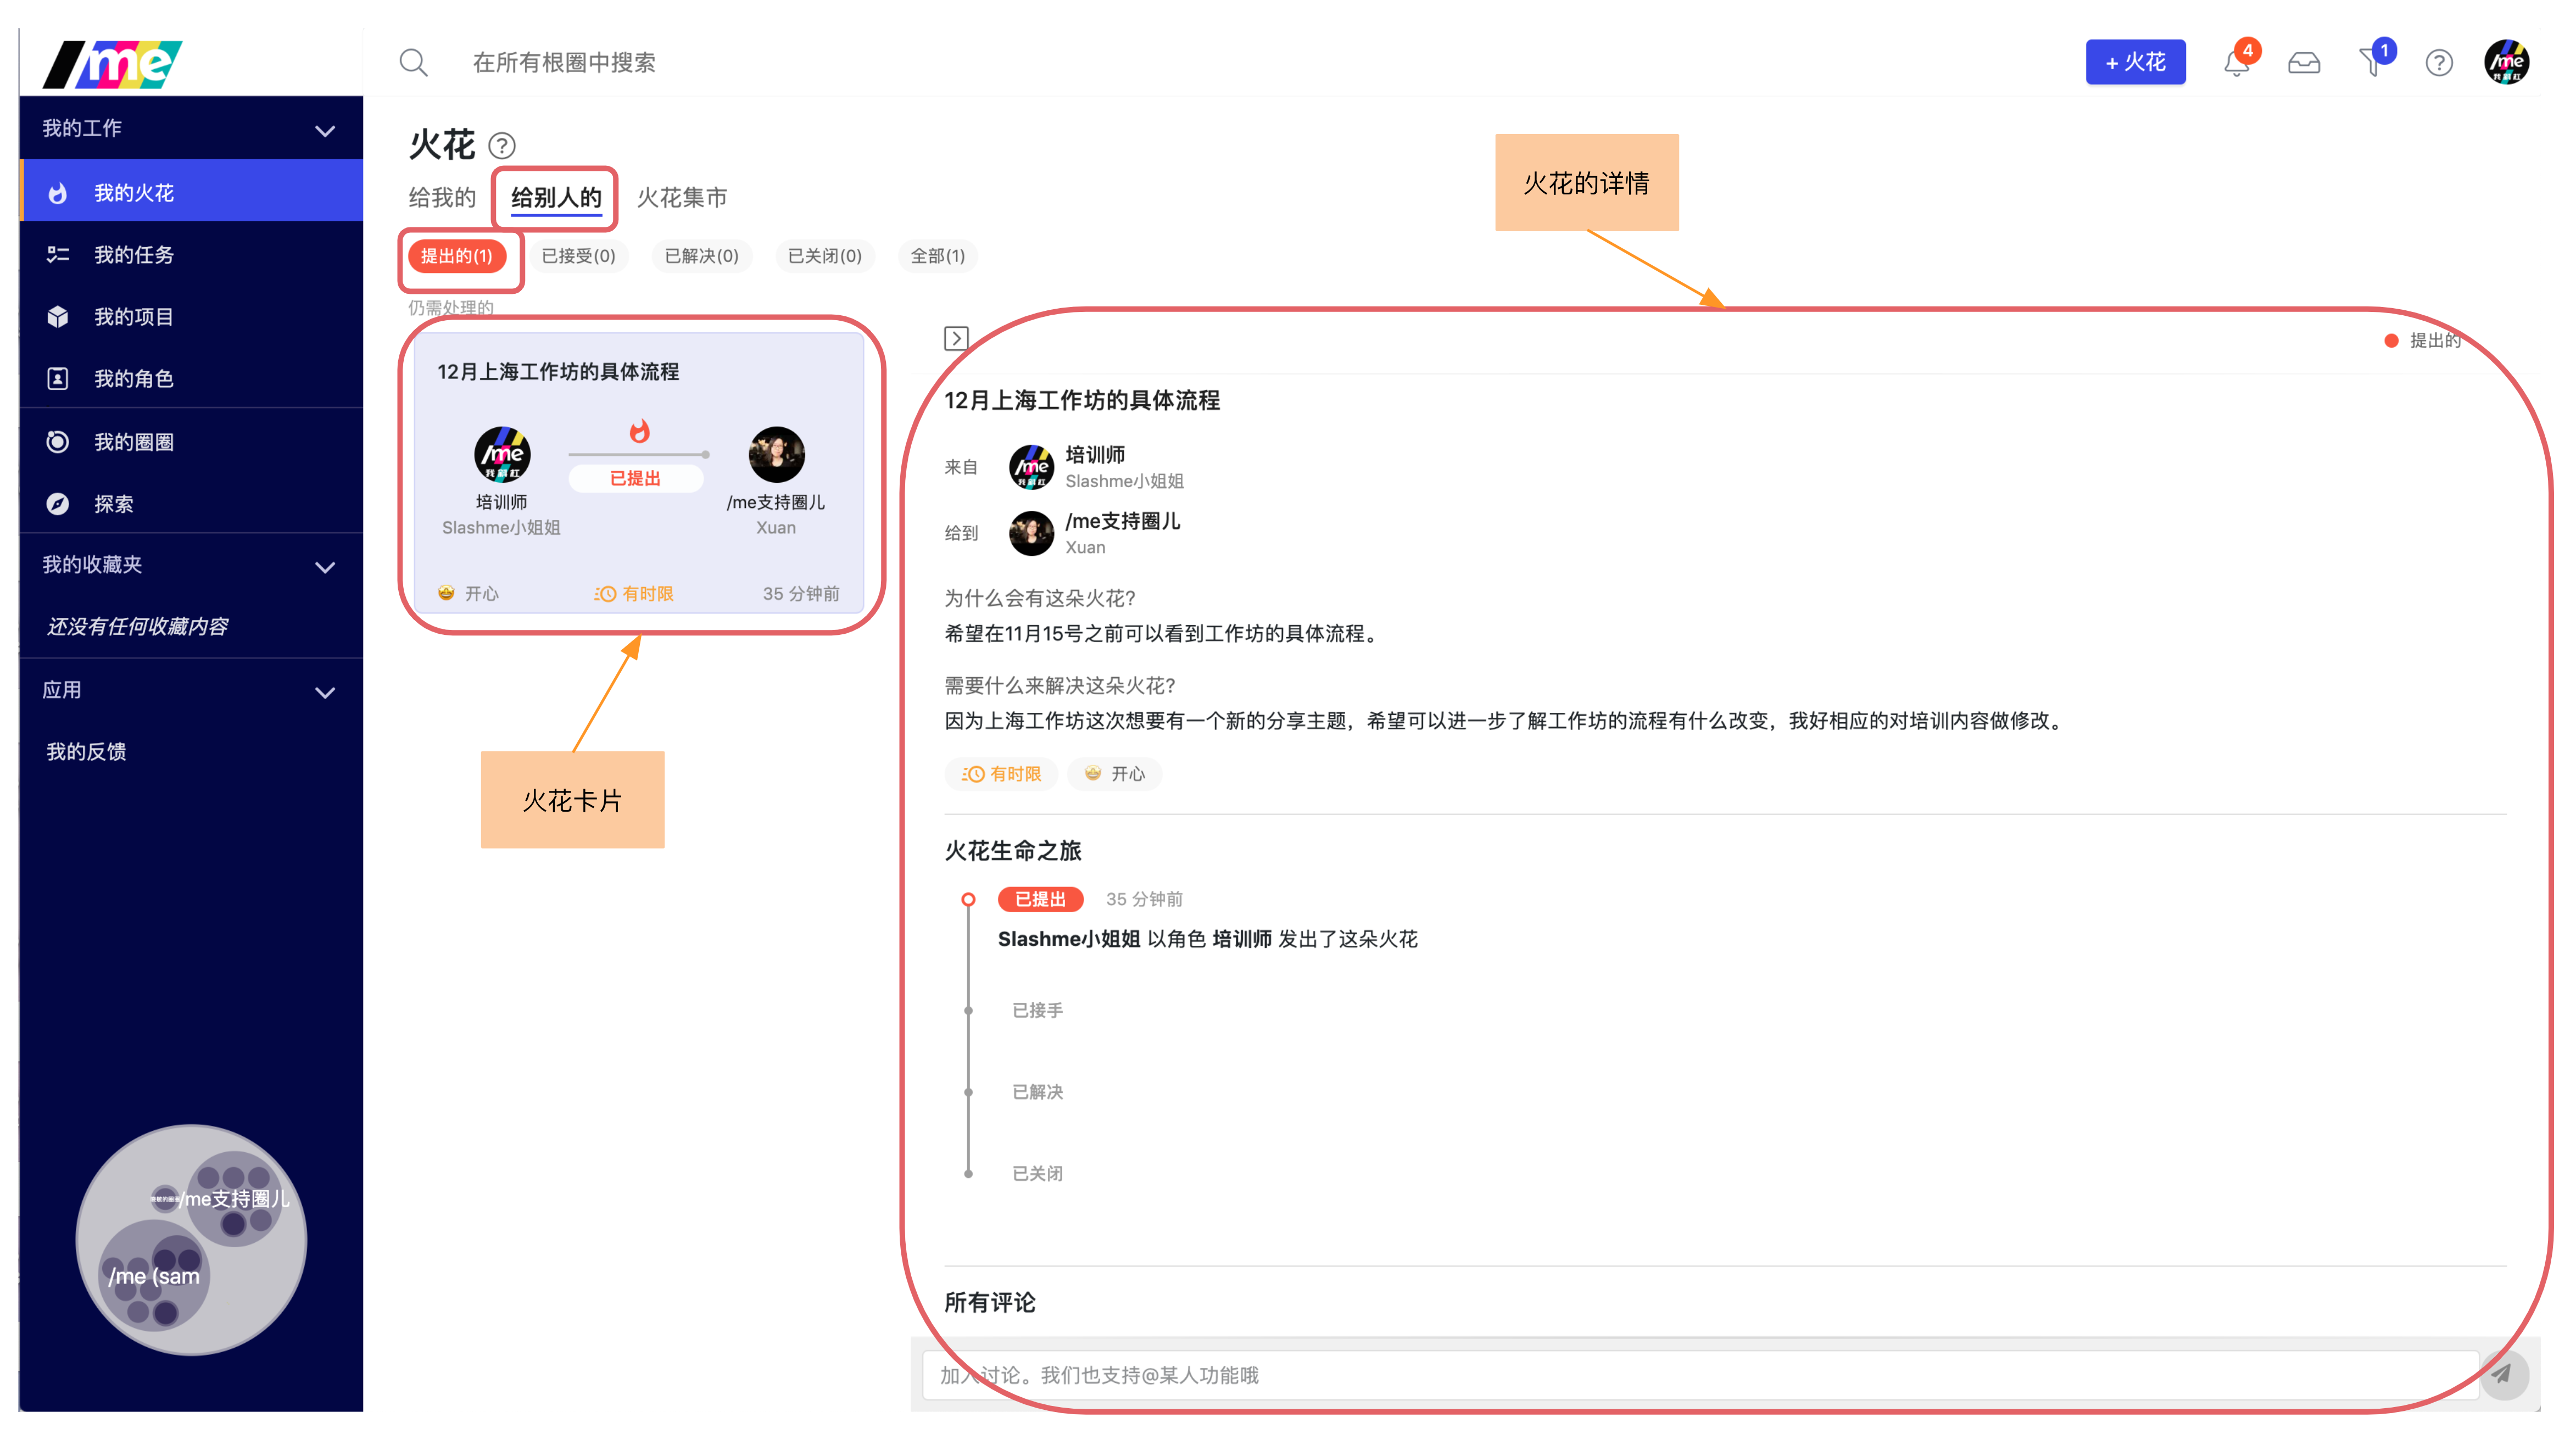 /me
在所有根圈中搜索
+ 火花
4
1
?
/me
我的工作
我的火花
我的任务
我的项目
我的角色
我的圈圈
探索
我的收藏夹
还没有任何收藏内容
应用
我的反馈
/me支持圈儿
/me (sam
火花 ?
给我的 给别人的 火花集市
提出的(1) 已接受(0) 已解决(0) 已关闭(0) 全部(1)
仍需处理的
12月上海工作坊的具体流程
/me
我斜杠
已提出
培训师
Slashme小姐姐
/me支持圈儿
Xuan
开心
有时限
35 分钟前
火花卡片
火花的详情
提出的
12月上海工作坊的具体流程
来自
/me
我斜杠
培训师
Slashme小姐姐
给到
/me支持圈儿
Xuan
为什么会有这朵火花?
希望在11月15号之前可以看到工作坊的具体流程。
需要什么来解决这朵火花?
因为上海工作坊这次想要有一个新的分享主题，希望可以进一步了解工作坊的流程有什么改变，我好相应的对培训内容做修改。
有时限
开心
火花生命之旅
已提出 35 分钟前
Slashme小姐姐 以角色 培训师 发出了这朵火花
已接手
已解决
已关闭
所有评论
加入讨论。我们也支持@某人功能哦